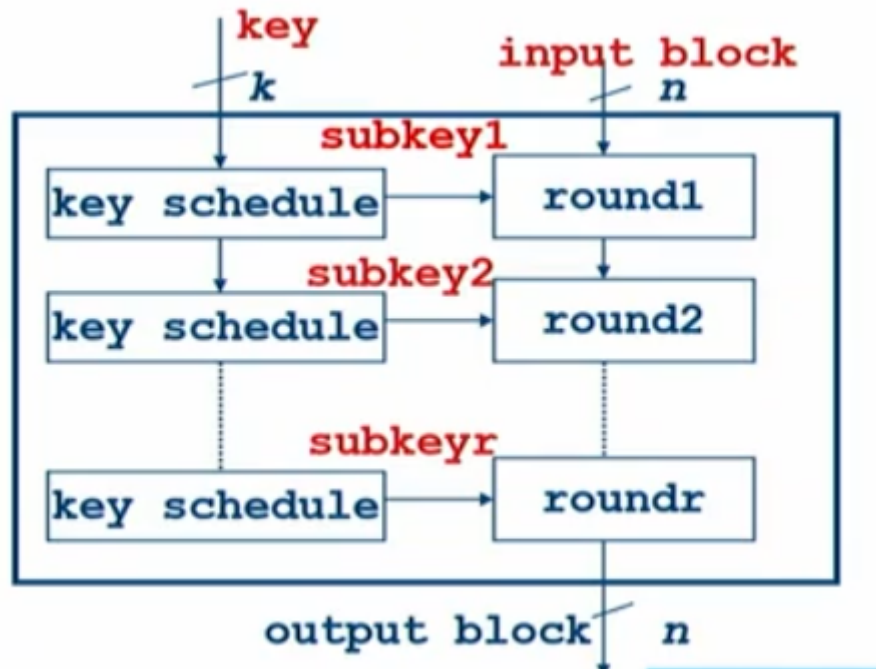 key
input block
k
n
subkey1
key schedule
round1
subkey2
key schedule
round2
subkeyr
key schedule
roundr
output block
n